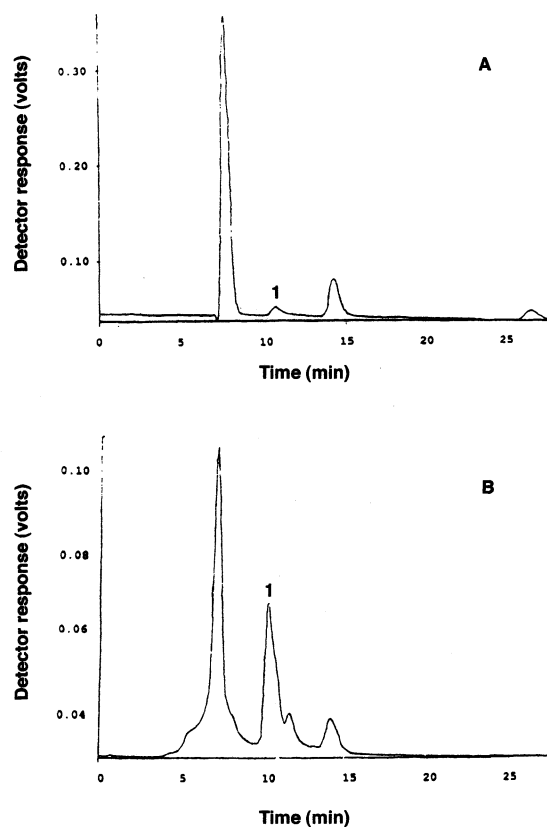 A
Detector response (volts)
0.30
0.20
0.10
1
0 5 10 15 20 25
Time (min)
B
Detector response (volts)
0.10
0.08
0.06
0.04
1
0 5 10 15 20 25
Time (min)